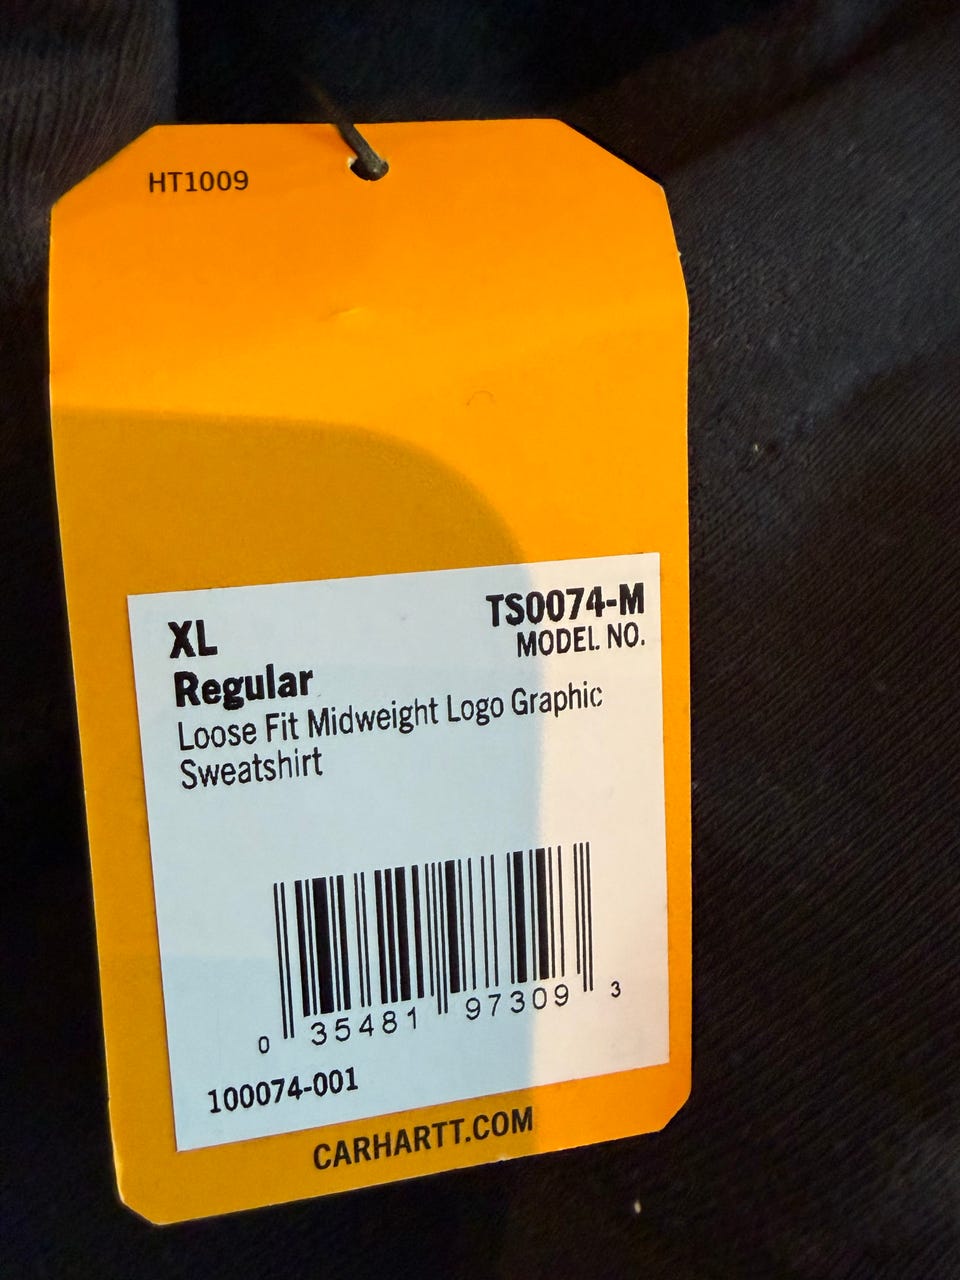 HT1009
XL
TS0074-M
MODEL NO.
Regular
Loose Fit Midweight Logo Graphic
Sweatshirt
0 35481 97309 3
100074-001
CARHARTT.COM